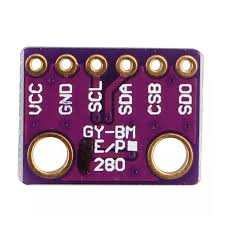 VCC GND SCL SDA CSB SDO
GY-BM
E/P
280